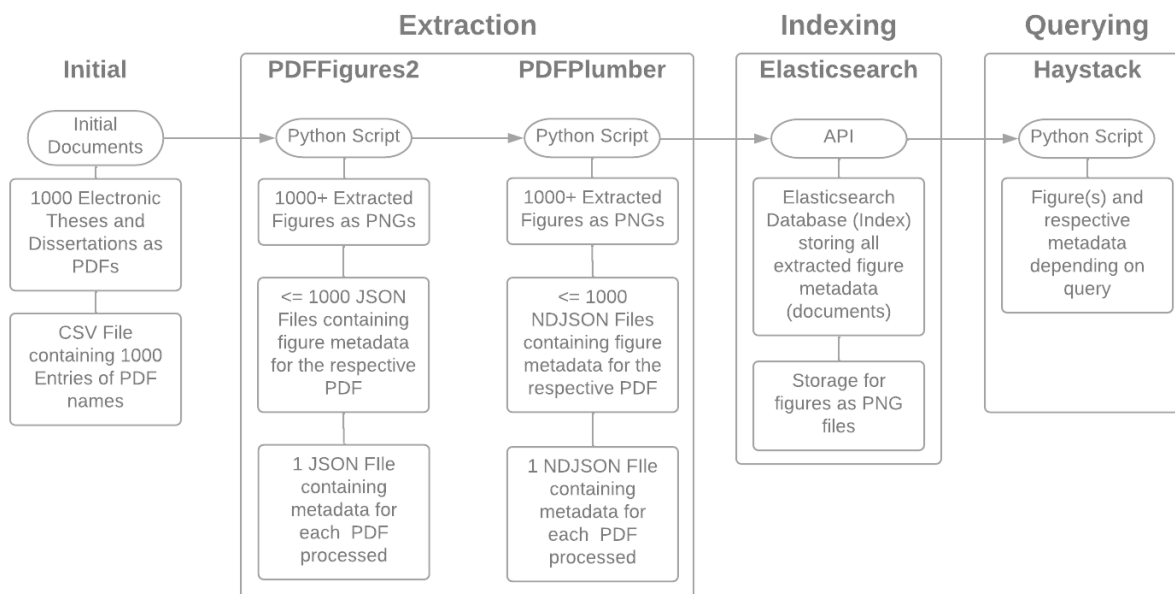 Extraction
Indexing
Querying
Initial
PDFFigures2
PDFPlumber
Elasticsearch
Haystack
Initial
Documents
Python Script
Python Script
API
Python Script
1000 Electronic
Theses and
Dissertations as
PDFs
CSV File
containing 1000
Entries of PDF
names
1000+ Extracted
Figures as PNGs
<= 1000 JSON
Files containing
figure metadata
for the respective
PDF
1 JSON FIle
containing
metadata for
each PDF
processed
1000+ Extracted
Figures as PNGs
<= 1000
NDJSON Files
containing figure
metadata for the
respective PDF
1 NDJSON FIle
containing
metadata for
each PDF
processed
Elasticsearch
Database (Index)
storing all
extracted figure
metadata
(documents)
Storage for
figures as PNG
files
Figure(s) and
respective
metadata
depending on
query